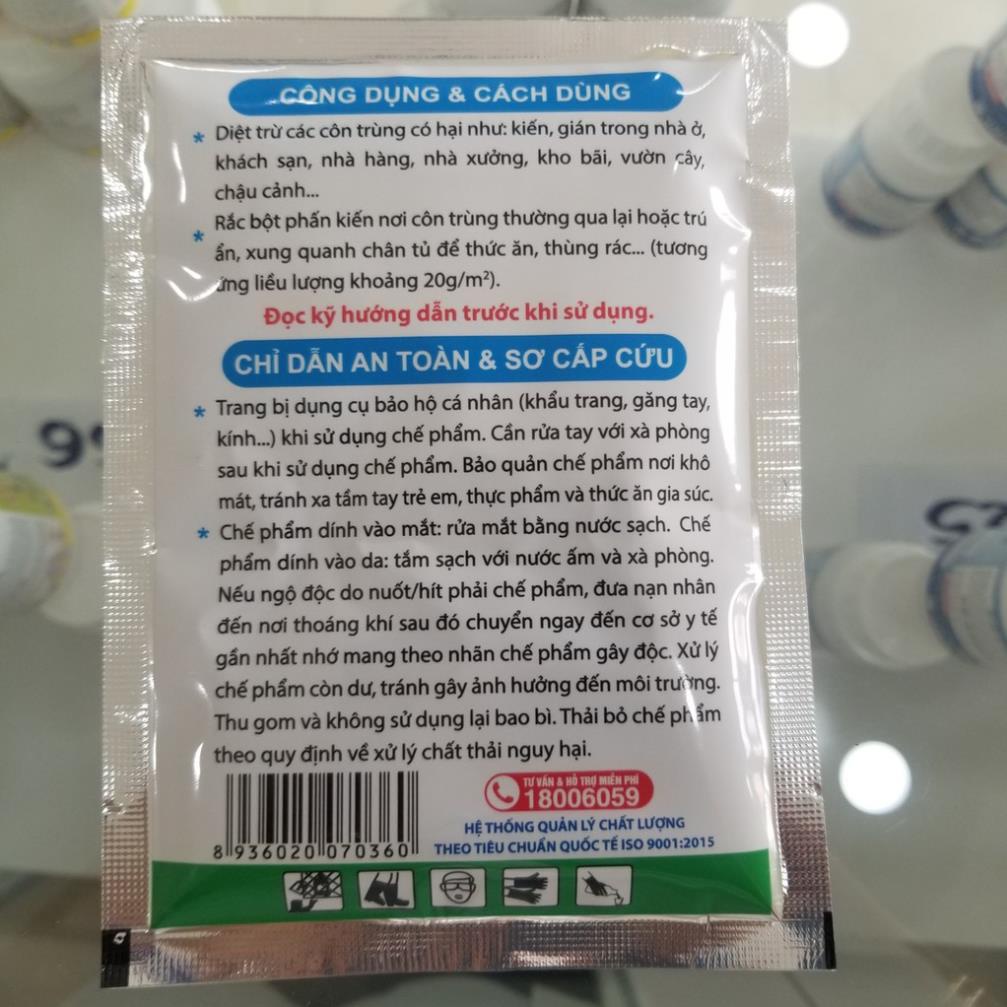 CÔNG DỤNG & CÁCH DÙNG
* Diệt trừ các côn trùng có hại như: kiến, gián trong nhà ở,
khách sạn, nhà hàng, nhà xưởng, kho bãi, vườn cây,
chậu cảnh...
* Rắc bột phấn kiến nơi côn trùng thường qua lại hoặc trú
ẩn, xung quanh chân tủ để thức ăn, thùng rác... (tương
ứng liều lượng khoảng 20g/m²).
Đọc kỹ hướng dẫn trước khi sử dụng.
CHỈ DẪN AN TOÀN & SƠ CẤP CỨU
* Trang bị dụng cụ bảo hộ cá nhân (khẩu trang, găng tay,
kính...) khi sử dụng chế phẩm. Cần rửa tay với xà phòng
sau khi sử dụng chế phẩm. Bảo quản chế phẩm nơi khô
mát, tránh xa tầm tay trẻ em, thực phẩm và thức ăn gia súc.
* Chế phẩm dính vào mắt: rửa mắt bằng nước sạch. Chế
phẩm dính vào da: tắm sạch với nước ấm và xà phòng.
Nếu ngộ độc do nuốt/hít phải chế phẩm, đưa nạn nhân
đến nơi thoáng khí sau đó chuyển ngay đến cơ sở y tế
gần nhất nhớ mang theo nhãn chế phẩm gây độc. Xử lý
chế phẩm còn dư, tránh gây ảnh hưởng đến môi trường.
Thu gom và không sử dụng lại bao bì. Thải bỏ chế phẩm
theo quy định về xử lý chất thải nguy hại.
TƯ VẤN & HỖ TRỢ MIỄN PHÍ
18006059
HỆ THỐNG QUẢN LÝ CHẤT LƯỢNG
THEO TIÊU CHUẨN QUỐC TẾ ISO 9001:2015
8 936020 070360